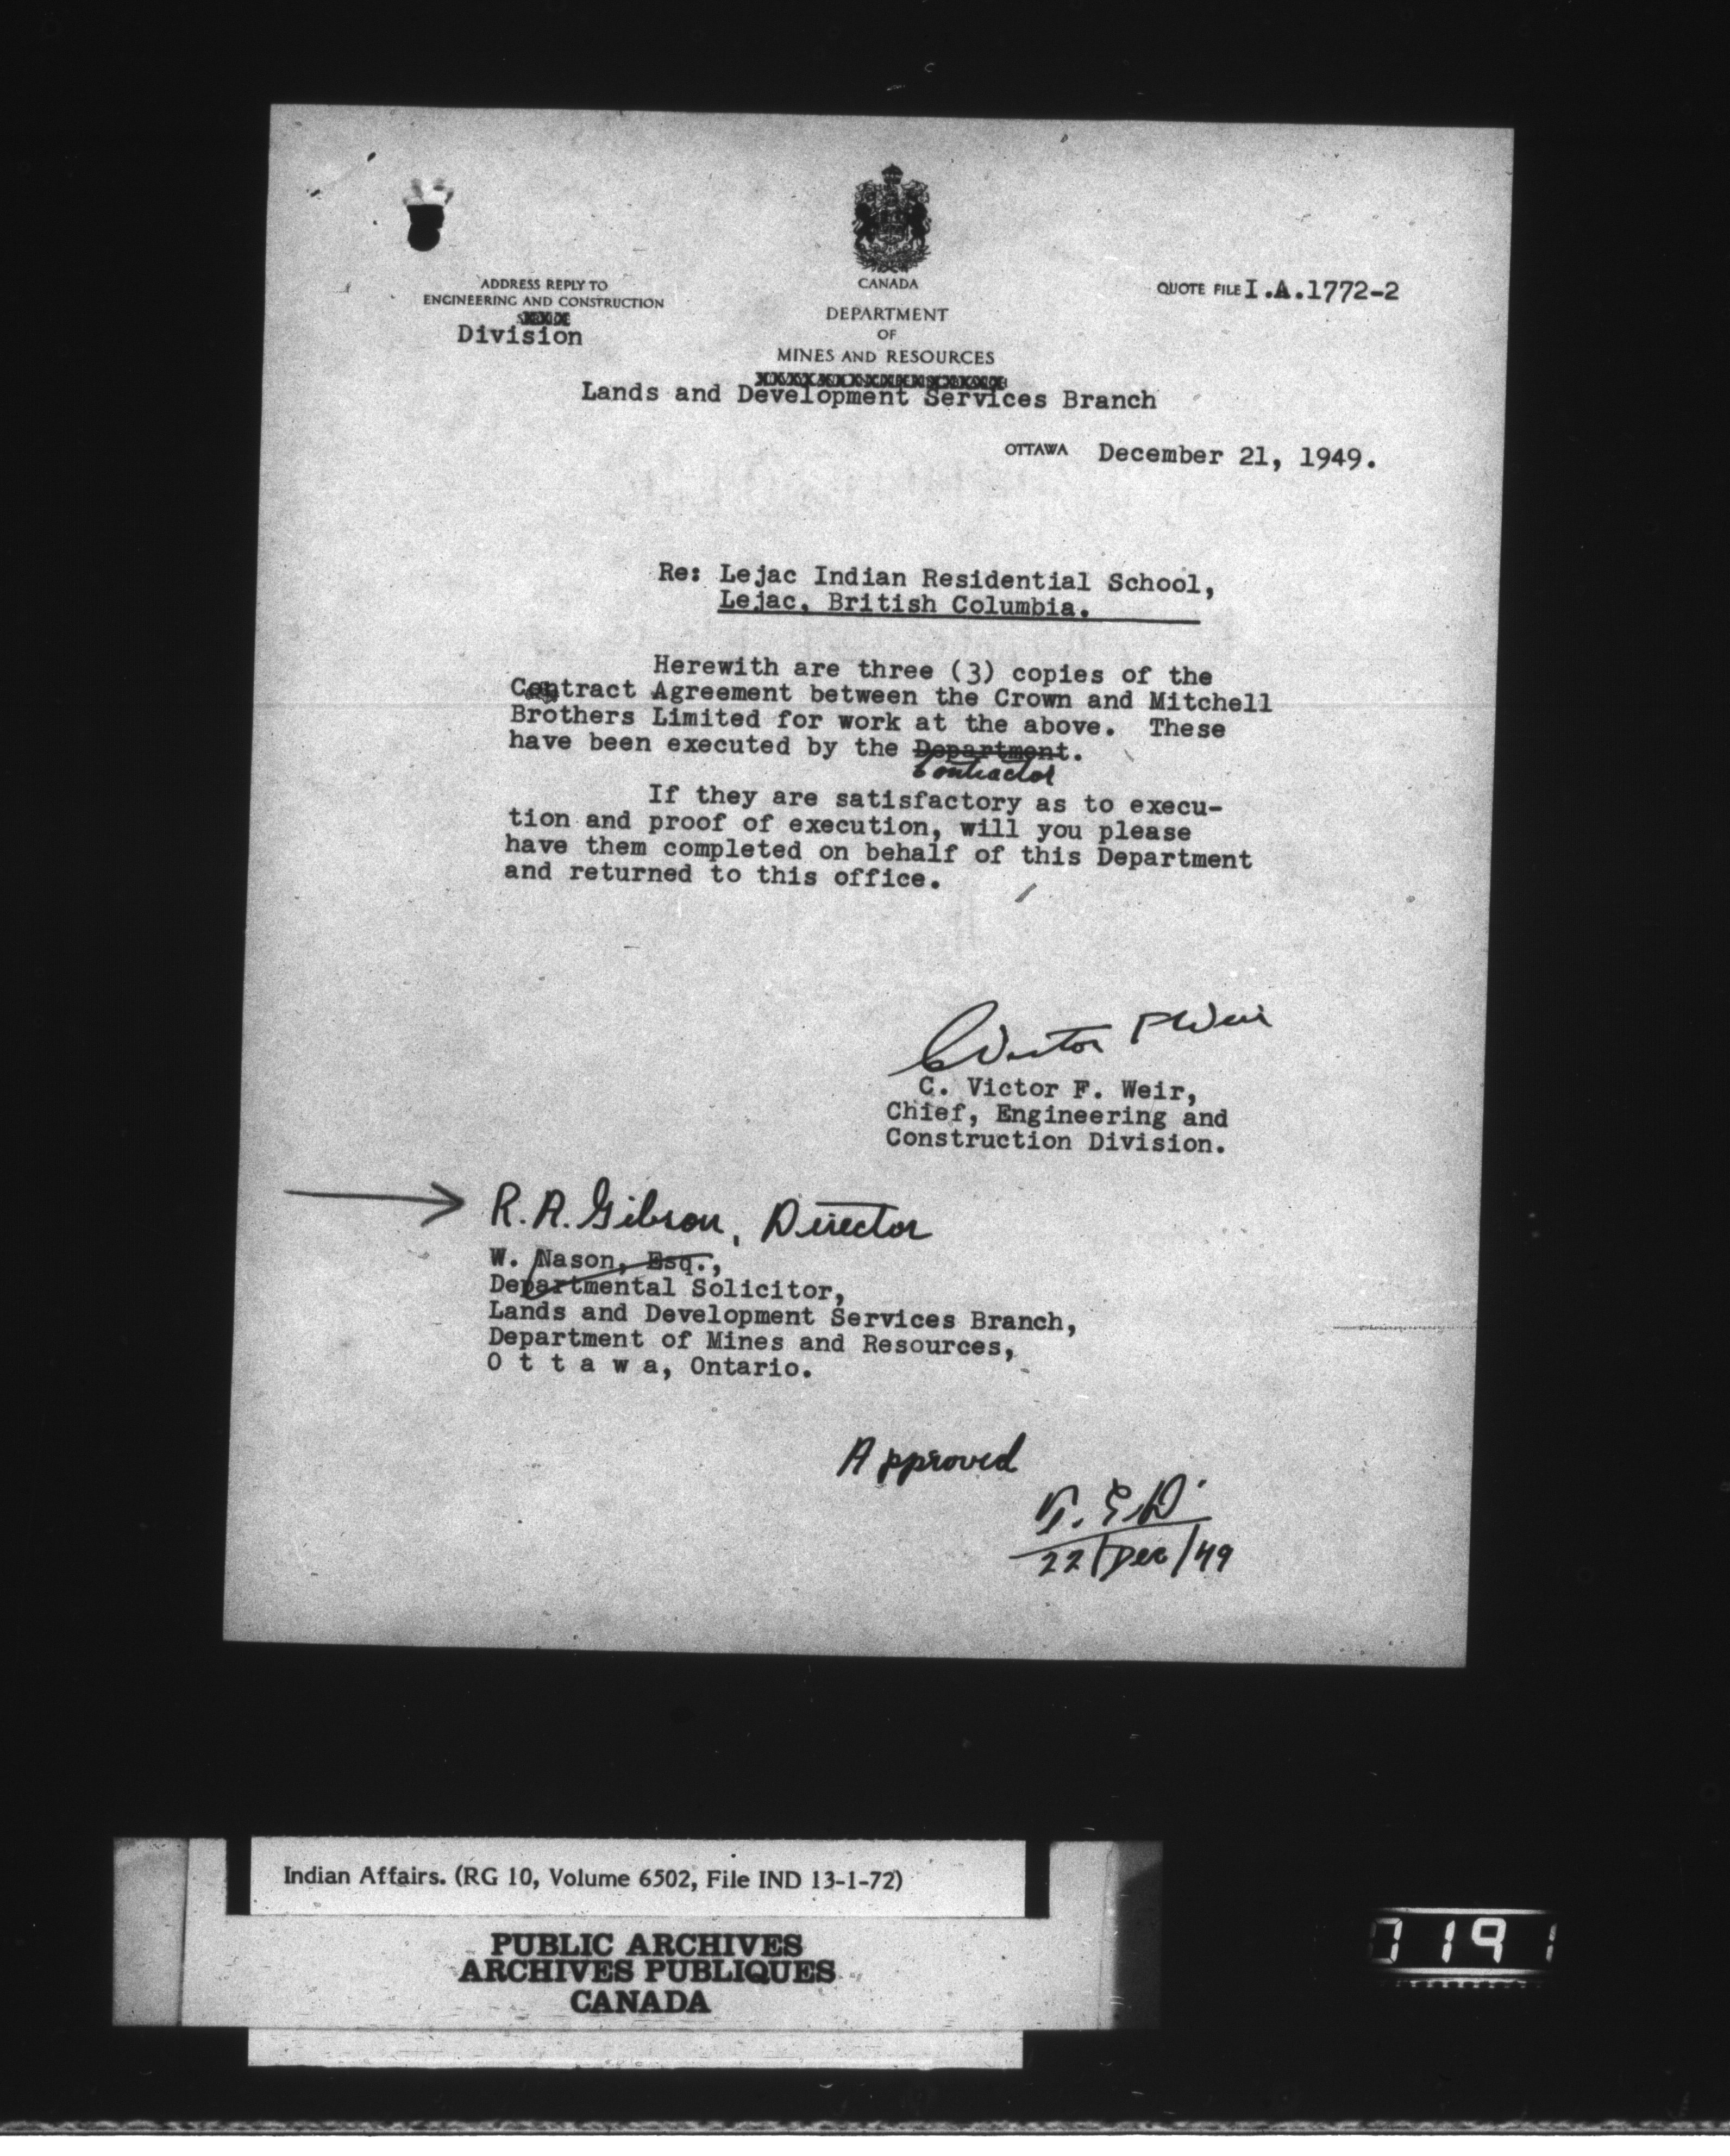 ADDRESS REPLY TO
ENGINEERING AND CONSTRUCTION
Division
CANADA
DEPARTMENT
OF
MINES AND RESOURCES
Lands and Development Services Branch
QUOTE FILE I.A.1772-2
OTTAWA December 21, 1949.
Re: Lejac Indian Residential School,
Lejac, British Columbia.
Herewith are three (3) copies of the
Contract Agreement between the Crown and Mitchell
Brothers Limited for work at the above. These
have been executed by the Department.
Contractor
If they are satisfactory as to execu-
tion and proof of execution, will you please
have them completed on behalf of this Department
and returned to this office.
C Victor F Weir
C. Victor F. Weir,
Chief, Engineering and
Construction Division.
R. A. Gibson, Director
W. Nason, Esq.,
Departmental Solicitor,
Lands and Development Services Branch,
Department of Mines and Resources,
O t t a w a, Ontario.
Approved
22/Dec/49
Indian Affairs. (RG 10, Volume 6502, File IND 13-1-72)
PUBLIC ARCHIVES
ARCHIVES PUBLIQUES
CANADA